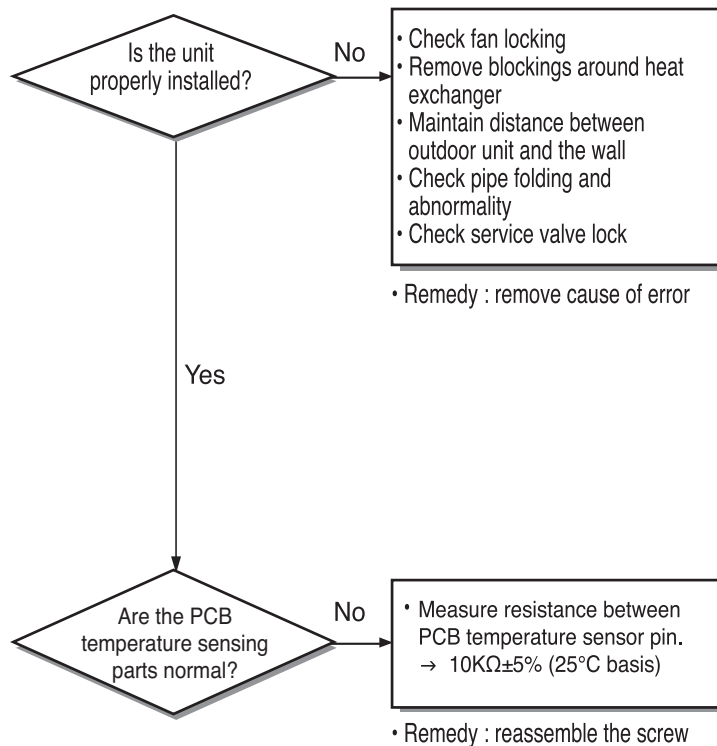 Is the unit
properly installed?
No
• Check fan locking
• Remove blockings around heat
exchanger
• Maintain distance between
outdoor unit and the wall
• Check pipe folding and
abnormality
• Check service valve lock
• Remedy : remove cause of error
Yes
Are the PCB
temperature sensing
parts normal?
No
• Measure resistance between
PCB temperature sensor pin.
→ 10KΩ±5% (25°C basis)
• Remedy : reassemble the screw